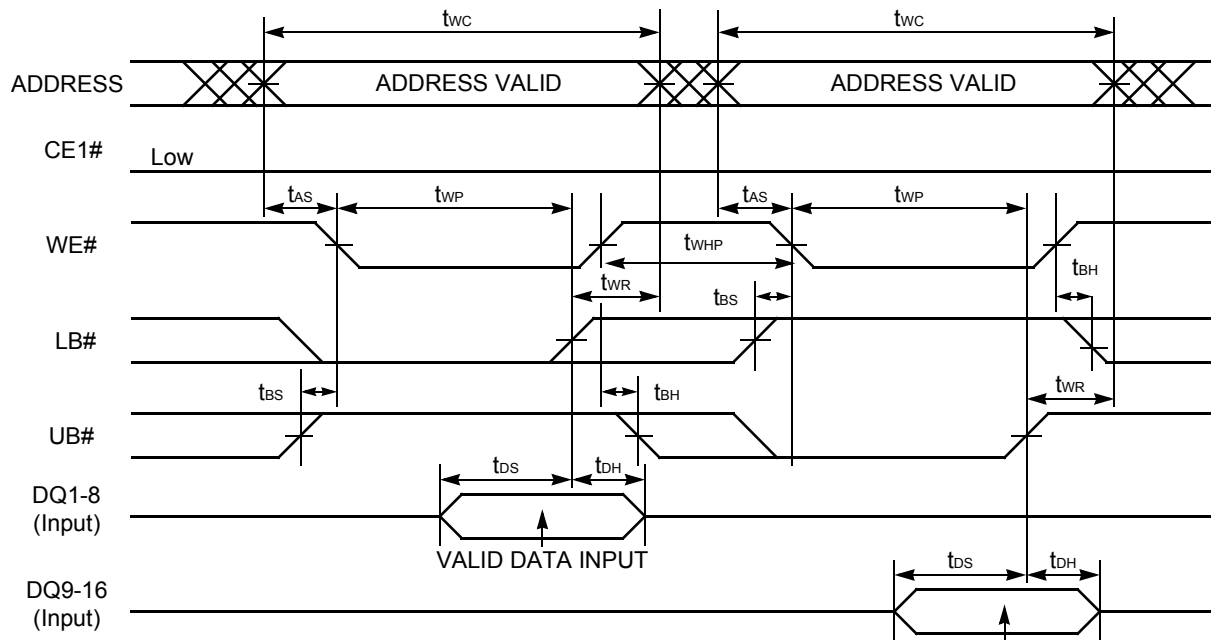 tWC tWC
ADDRESS ADDRESS VALID ADDRESS VALID
CE1# Low
tAS tWP tAS tWP
WE#
tWHP
tBH
tWR
tBS
LB#
tBS tBH tWR
UB#
tDS tDH
DQ1-8
(Input)
VALID DATA INPUT
tDS tDH
DQ9-16
(Input)